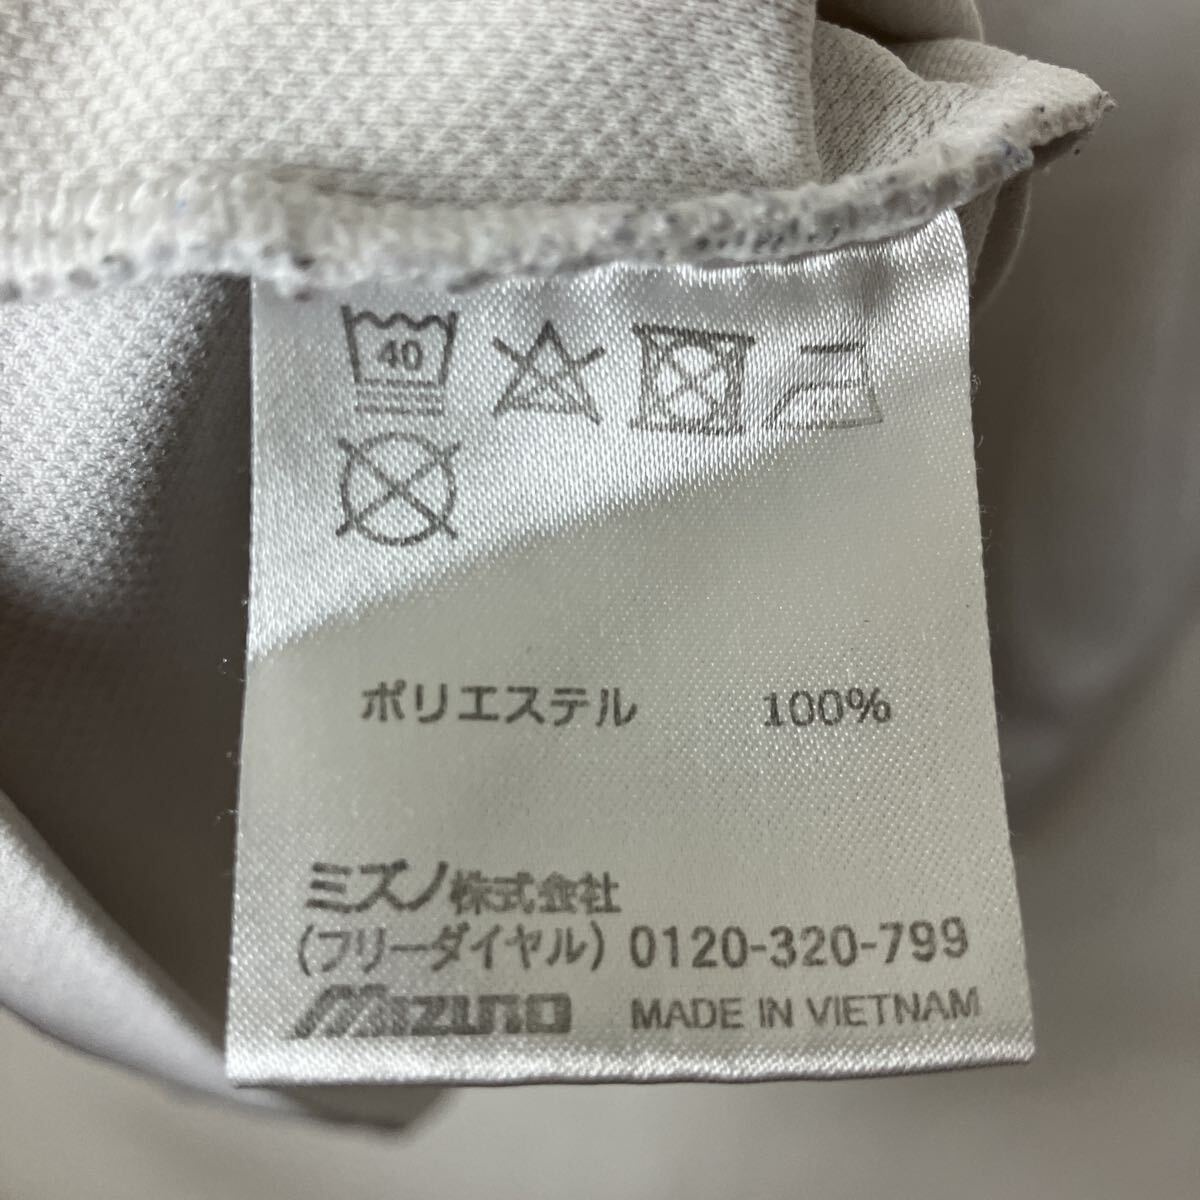 40
ポリエステル 100%
ミズノ株式会社
(フリーダイヤル) 0120-320-799
Mizuno MADE IN VIETNAM